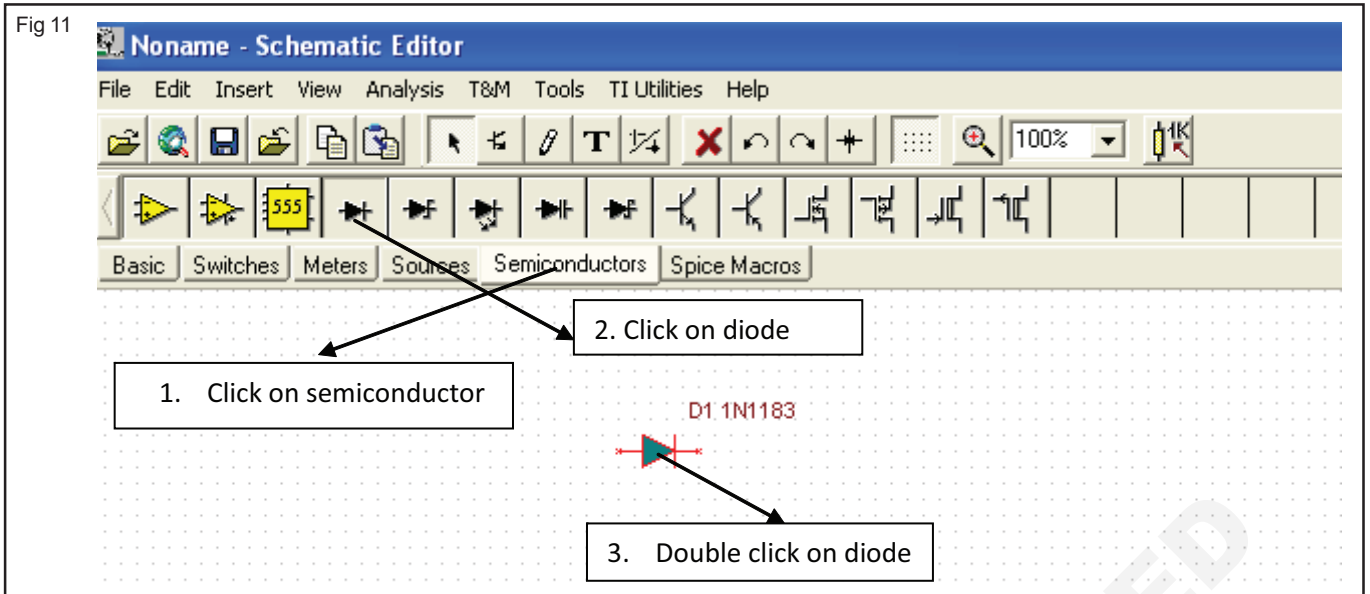 Fig 11
Noname - Schematic Editor
File Edit Insert View Analysis T&M Tools TI Utilities Help
T 100% 1K
555
Basic Switches Meters Sources Semiconductors Spice Macros
2. Click on diode
1. Click on semiconductor
D1 1N1183
3. Double click on diode